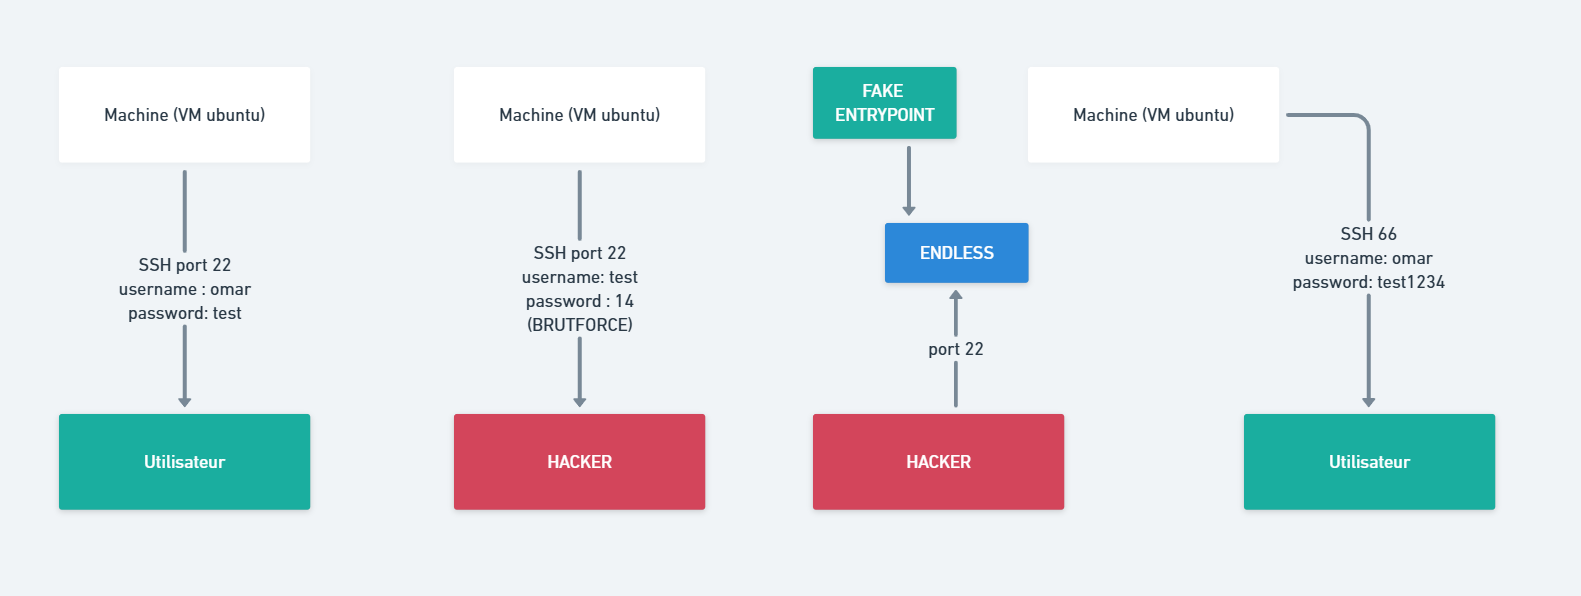 Machine (VM ubuntu)
SSH port 22
username : omar
password: test
Utilisateur
Machine (VM ubuntu)
SSH port 22
username: test
password : 14
(BRUTFORCE)
HACKER
FAKE
ENTRYPOINT
ENDLESS
port 22
HACKER
Machine (VM ubuntu)
SSH 66
username: omar
password: test1234
Utilisateur